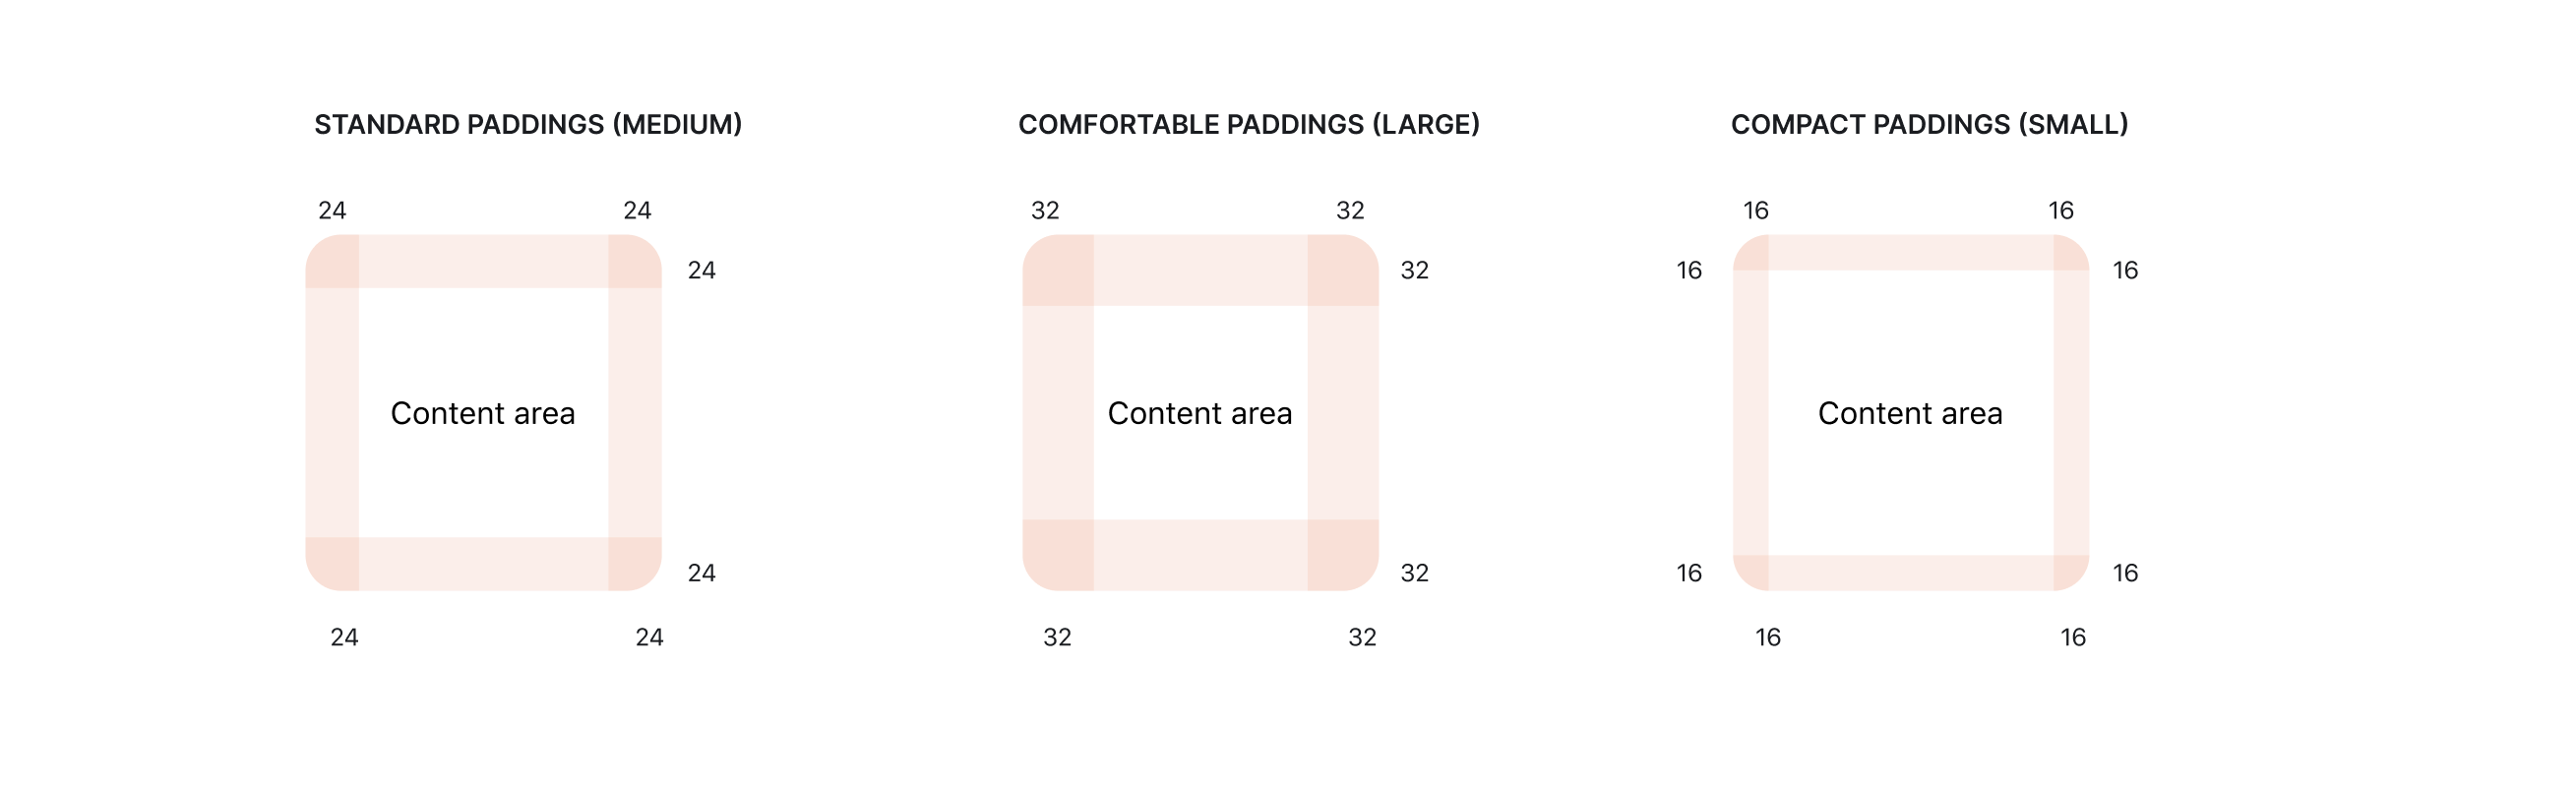 STANDARD PADDINGS (MEDIUM)
24 24
24
Content area
24
24 24
COMFORTABLE PADDINGS (LARGE)
32 32
32
Content area
32
32 32
COMPACT PADDINGS (SMALL)
16 16
16 16
Content area
16 16
16 16